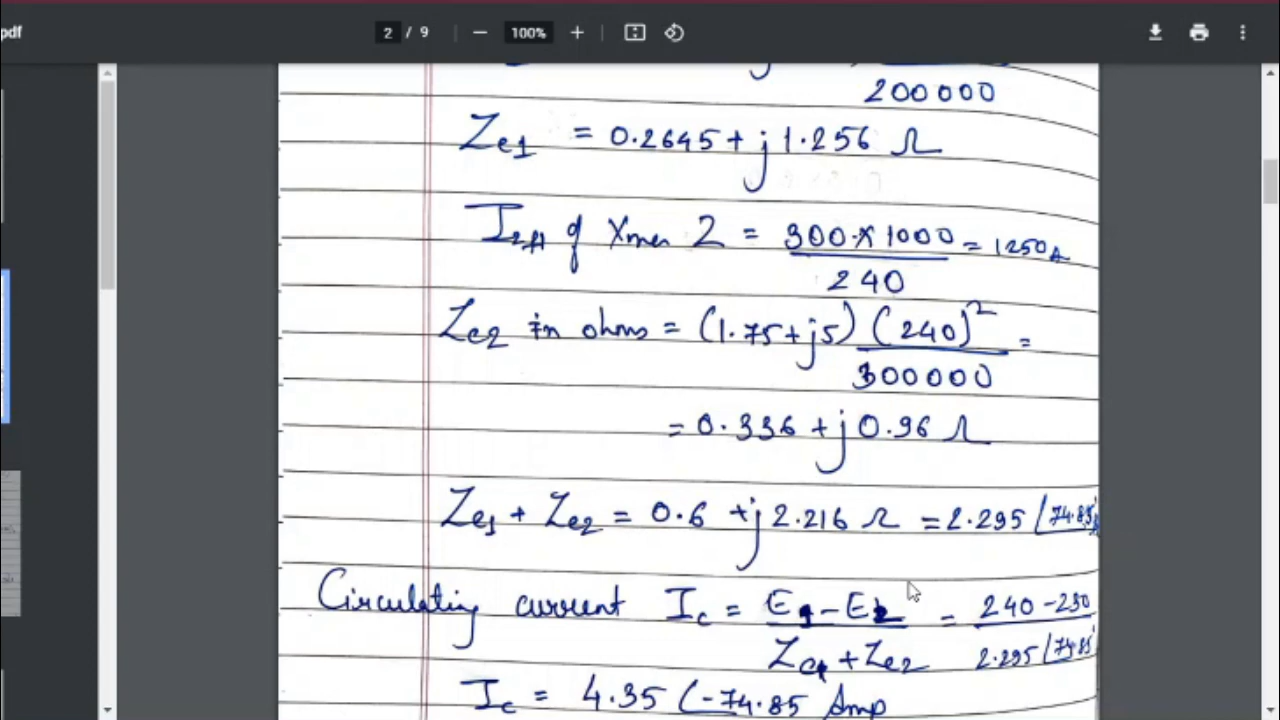 pdf
2 / 9 — 100% +
200000
Ze1 = 0.2645 + j 1.256 Ω
of Xmer 2 = 300 × 1000 / 240 = 1250A
Ze2 in ohms = (1.75 + j5) (240)² / 300000 =
= 0.336 + j 0.96 Ω
Ze1 + Ze2 = 0.6 + j 2.216 Ω = 2.295 ∠74.85
Circulating current Ic = E1 - E2 / Ze1 + Ze2 = 240 - 230 / 2.295 ∠74.85
Ic = 4.35 ∠-74.85 Amp